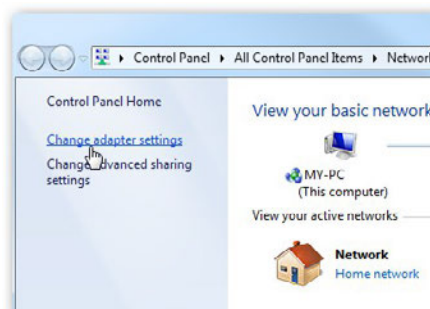 Control Panel ▸ All Control Panel Items ▸ Network
Control Panel Home
Change adapter settings
Change advanced sharing
settings
View your basic network
MY-PC
(This computer)
View your active networks
Network
Home network